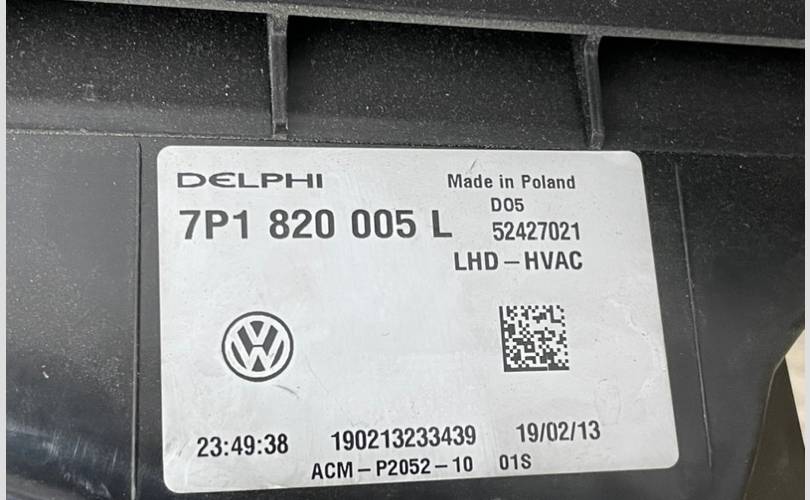 DELPHI Made in Poland
D05
7P1 820 005 L 52427021
LHD - HVAC
23:49:38 190213233439 19/02/13
ACM - P2052 - 10 01S